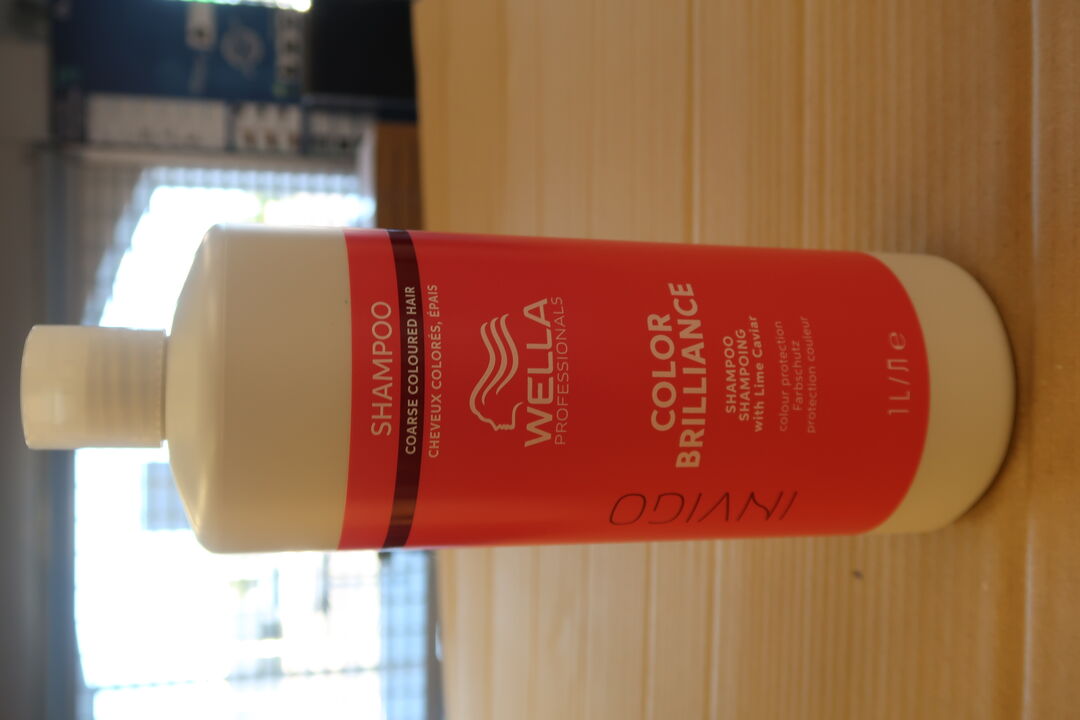 SHAMPOO
COARSE COLOURED HAIR
CHEVEUX COLORÉS, ÉPAIS
WELLA
PROFESSIONALS
COLOR
BRILLIANCE
SHAMPOO
SHAMPOING
with Lime Caviar
colour protection
Farbschutz
protection couleur
INVIGO
1 L/Л e